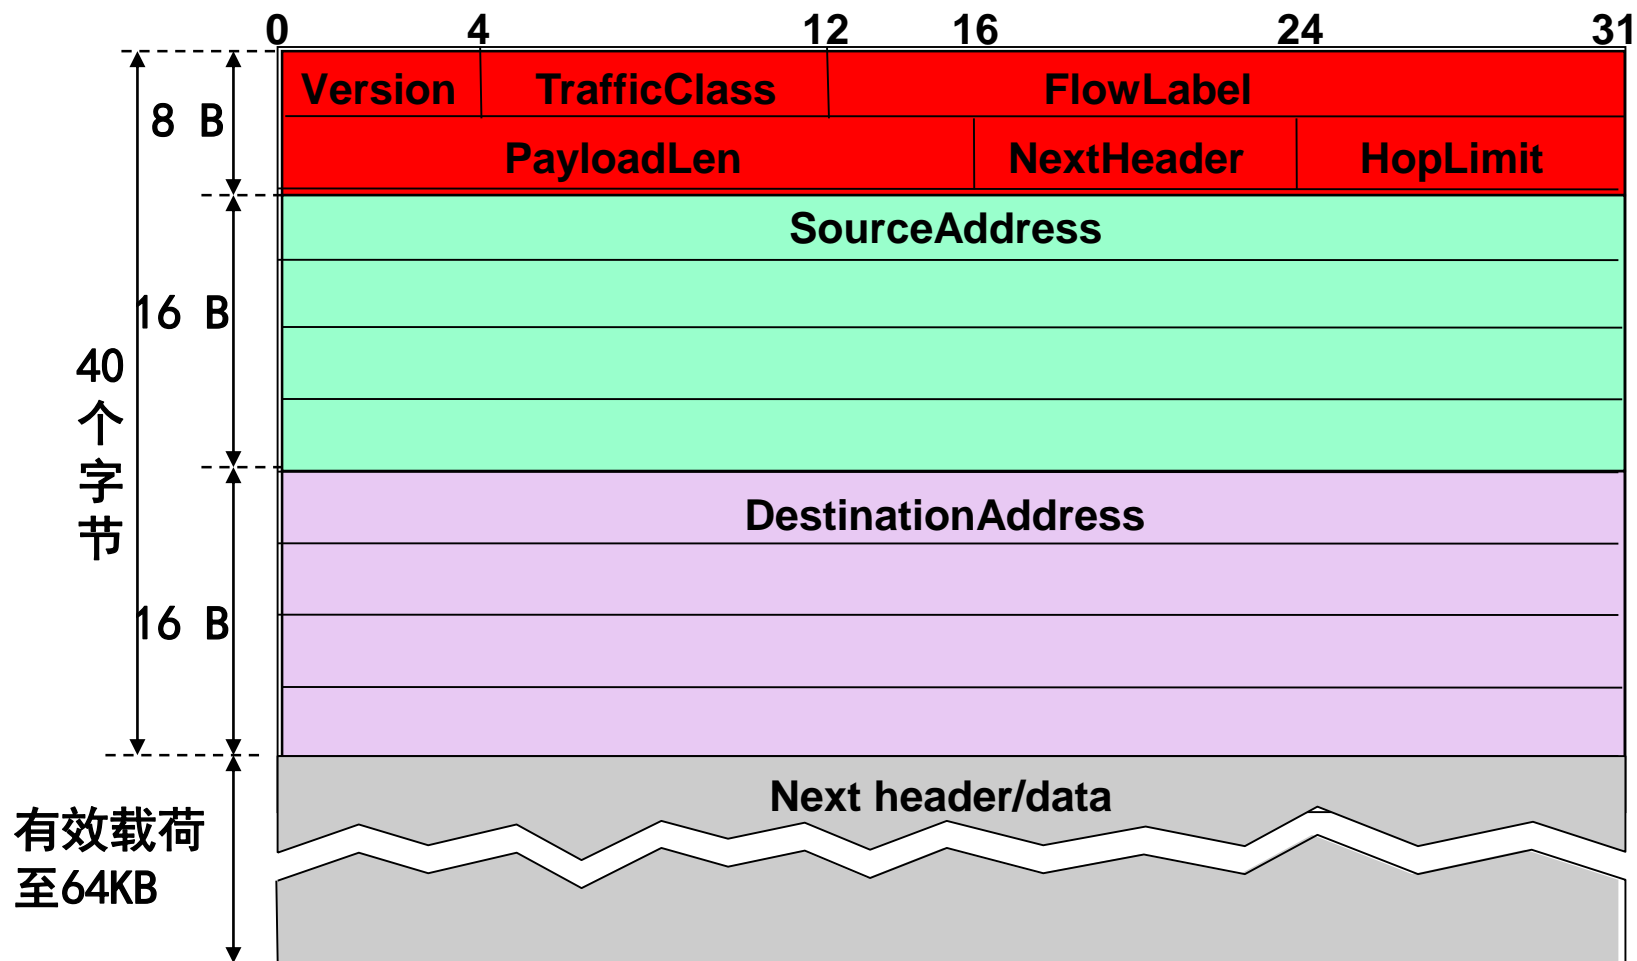 0 4 12 16 24 31
Version TrafficClass FlowLabel
8 B
PayloadLen NextHeader HopLimit
SourceAddress
16 B
40
个
字
节
DestinationAddress
16 B
Next header/data
有效载荷
至64KB